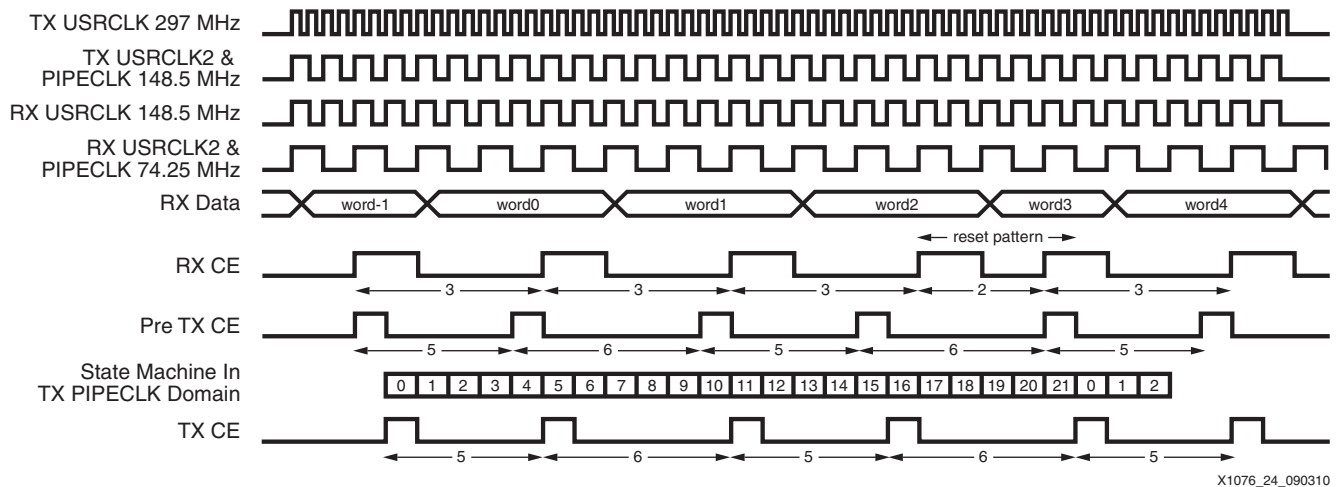 TX USRCLK 297 MHz
TX USRCLK2 &
PIPECLK 148.5 MHz
RX USRCLK 148.5 MHz
RX USRCLK2 &
PIPECLK 74.25 MHz
RX Data
word-1 word0 word1 word2 word3 word4
reset pattern
RX CE
3 3 3 2 3
Pre TX CE
5 6 5 6 5
State Machine In
TX PIPECLK Domain
0 1 2 3 4 5 6 7 8 9 10 11 12 13 14 15 16 17 18 19 20 21 0 1 2
TX CE
5 6 5 6 5
X1076_24_090310